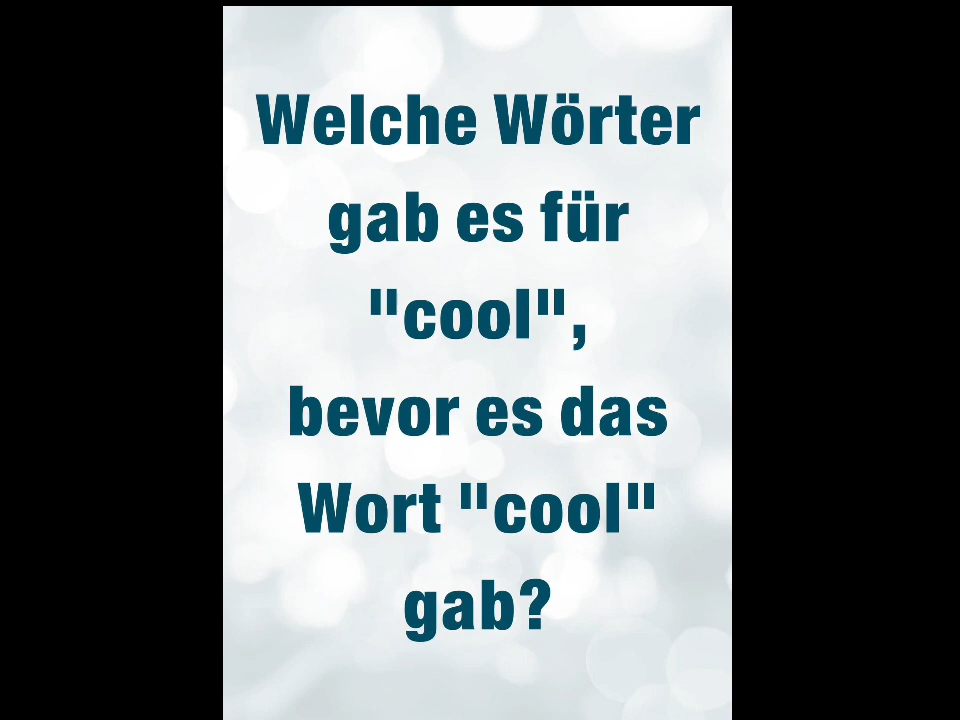 Welche Wörter
gab es für
"cool",
bevor es das
Wort "cool"
gab?